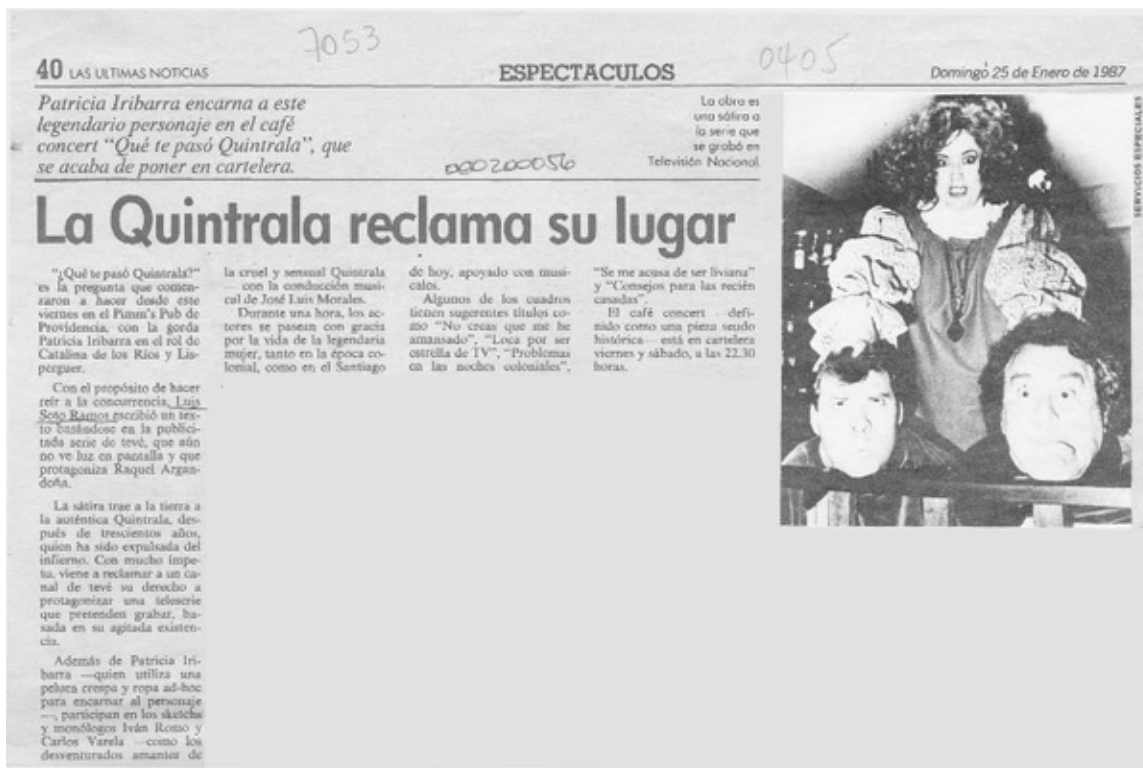 7053
0405
40 LAS ULTIMAS NOTICIAS
ESPECTACULOS
Domingo 25 de Enero de 1987
Patricia Iribarra encarna a este
legendario personaje en el café
concert “Qué te pasó Quintrala”, que
se acaba de poner en cartelera.
000200056
La obra es
una sátira a
la serie que
se grabó en
Televisión Nacional.
SERVICIOS ESPECIALES
La Quintrala reclama su lugar
“¿Qué te pasó Quintrala?”
es la pregunta que comen-
zaron a hacer desde este
viernes en el Pimm's Pub de
Providencia, con la gorda
Patricia Iribarra en el rol de
Catalina de los Ríos y Lis-
perguer.
Con el propósito de hacer
reír a la concurrencia, Luis
Soto Ramos escribió un tex-
to basándose en la publici-
tada serie de tevé, que aún
no ve luz en pantalla y que
protagoniza Raquel Argan-
doña.
La sátira trae a la tierra a
la auténtica Quintrala, des-
pués de trescientos años,
quien ha sido expulsada del
infierno. Con mucho ímpe-
tu, viene a reclamar a un ca-
nal de tevé su derecho a
protagonizar una teleserie
que pretenden grabar, ba-
sada en su agitada existen-
cia.
Además de Patricia Iri-
barra —quien utiliza una
peluca crespa y ropa ad-hoc
para encarnar al personaje
—, participan en los sketchs
y monólogos Iván Romo y
Carlos Varela —como los
desventurados amantes de
la cruel y sensual Quintrala
— con la conducción musi-
cal de José Luis Morales.
Durante una hora, los ac-
tores se pasean con gracia
por la vida de la legendaria
mujer, tanto en la época co-
lonial, como en el Santiago
de hoy, apoyado con musi-
cales.
Algunos de los cuadros
tienen sugerentes títulos co-
mo “No creas que me he
amansado”, “Loca por ser
estrella de TV”, “Problemas
en las noches coloniales”,
“Se me acusa de ser liviana”
y “Consejos para las recién
casadas”.
El café concert —defi-
nido como una pieza seudo
histórica— está en cartelera
viernes y sábado, a las 22.30
horas.